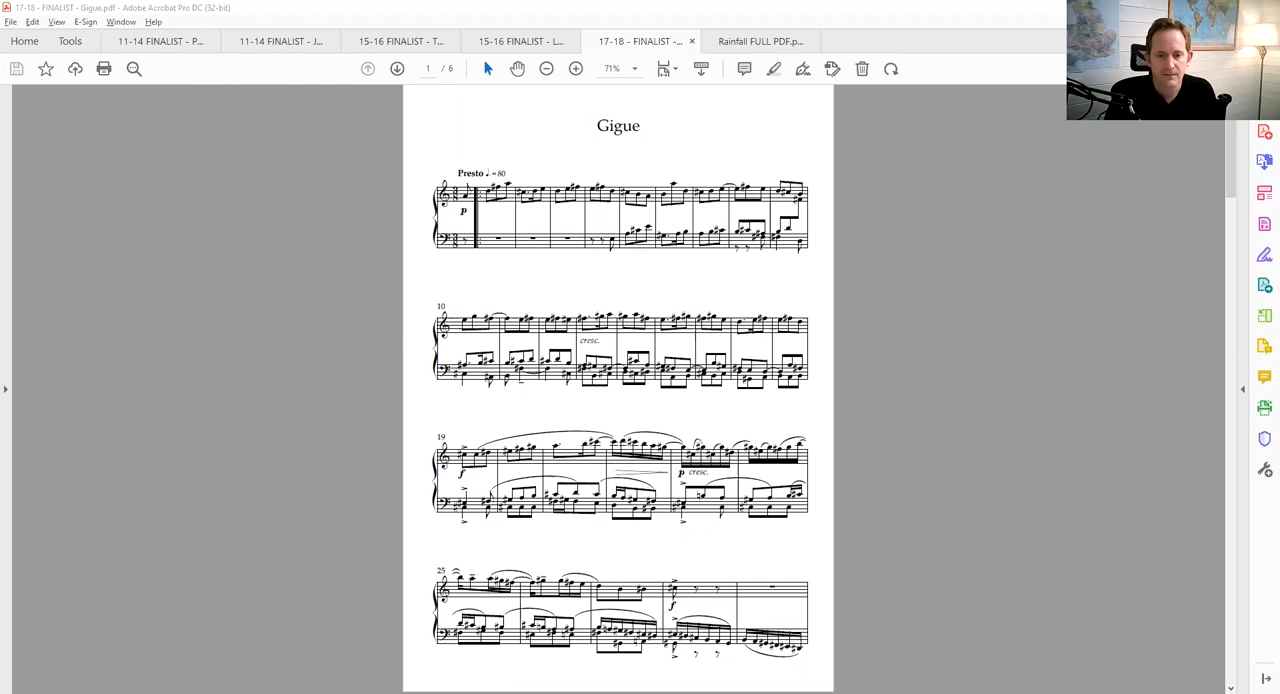 17-18 - FINALIST - Gigue.pdf - Adobe Acrobat Pro DC (32-bit)
File Edit View E-Sign Window Help
Home Tools 11-14 FINALIST - P... 11-14 FINALIST - J... 15-16 FINALIST - T... 15-16 FINALIST - L... 17-18 - FINALIST -... × Rainfall FULL PDF.p...
1 / 6 71%
Gigue
Presto ♩. = 80
p
10
cresc.
19
f
p cresc.
25
f